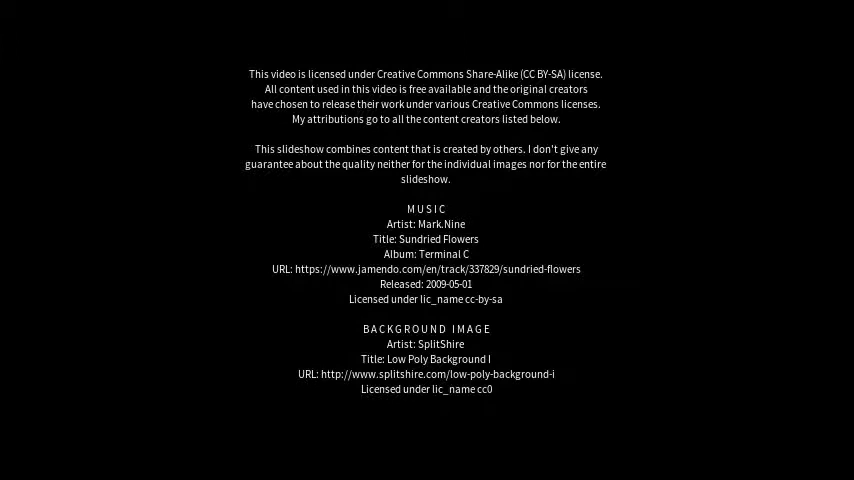 This video is licensed under Creative Commons Share-Alike (CC BY-SA) license.
All content used in this video is free available and the original creators
have chosen to release their work under various Creative Commons licenses.
My attributions go to all the content creators listed below.
This slideshow combines content that is created by others. I don't give any
guarantee about the quality neither for the individual images nor for the entire
slideshow.
MUSIC
Artist: Mark.Nine
Title: Sundried Flowers
Album: Terminal C
URL: https://www.jamendo.com/en/track/337829/sundried-flowers
Released: 2009-05-01
Licensed under lic_name cc-by-sa
BACKGROUND IMAGE
Artist: SplitShire
Title: Low Poly Background I
URL: http://www.splitshire.com/low-poly-background-i
Licensed under lic_name cc0